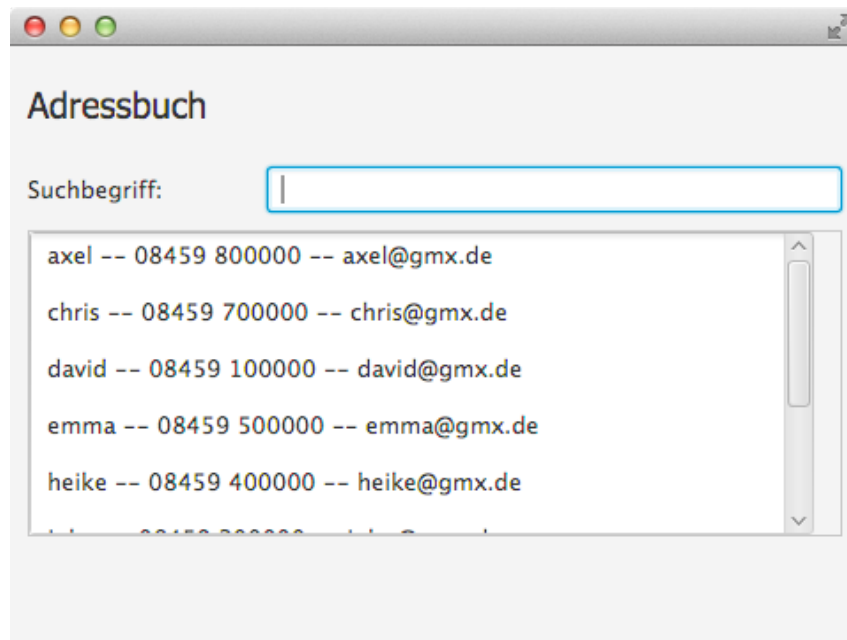 Adressbuch
Suchbegriff:
axel -- 08459 800000 -- axel@gmx.de
chris -- 08459 700000 -- chris@gmx.de
david -- 08459 100000 -- david@gmx.de
emma -- 08459 500000 -- emma@gmx.de
heike -- 08459 400000 -- heike@gmx.de